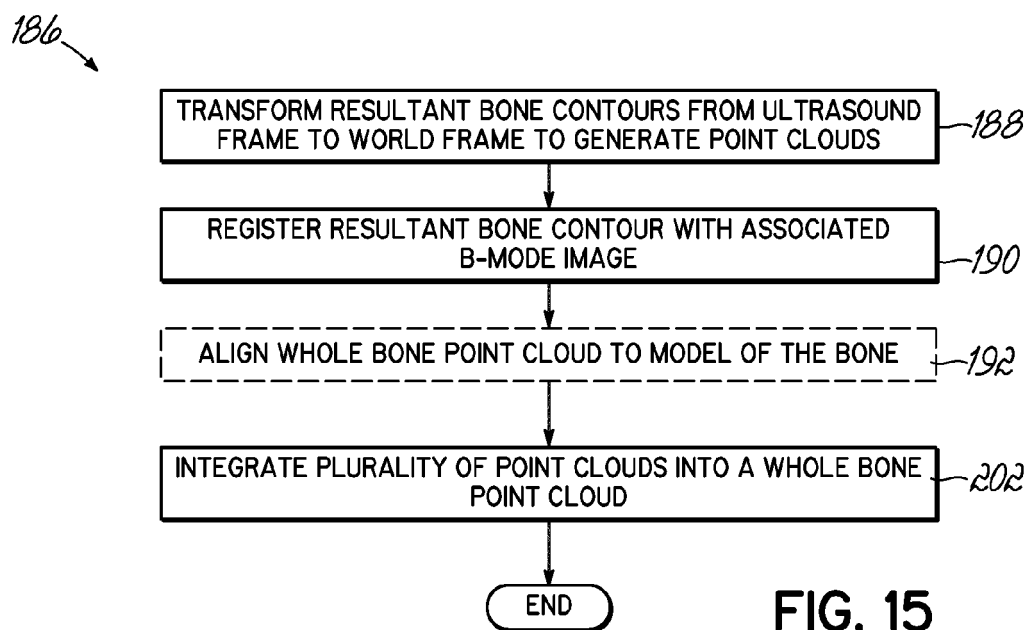 186
TRANSFORM RESULTANT BONE CONTOURS FROM ULTRASOUND
FRAME TO WORLD FRAME TO GENERATE POINT CLOUDS
188
REGISTER RESULTANT BONE CONTOUR WITH ASSOCIATED
B-MODE IMAGE
190
ALIGN WHOLE BONE POINT CLOUD TO MODEL OF THE BONE
192
INTEGRATE PLURALITY OF POINT CLOUDS INTO A WHOLE BONE
POINT CLOUD
202
END
FIG. 15